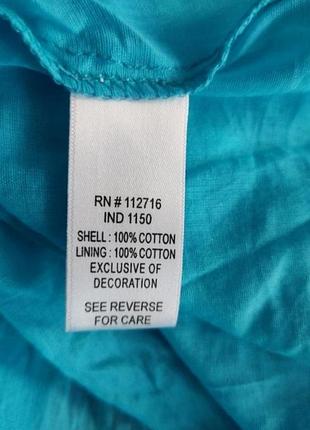 RN # 112716
IND 1150
SHELL : 100% COTTON
LINING : 100% COTTON
EXCLUSIVE OF
DECORATION
SEE REVERSE
FOR CARE